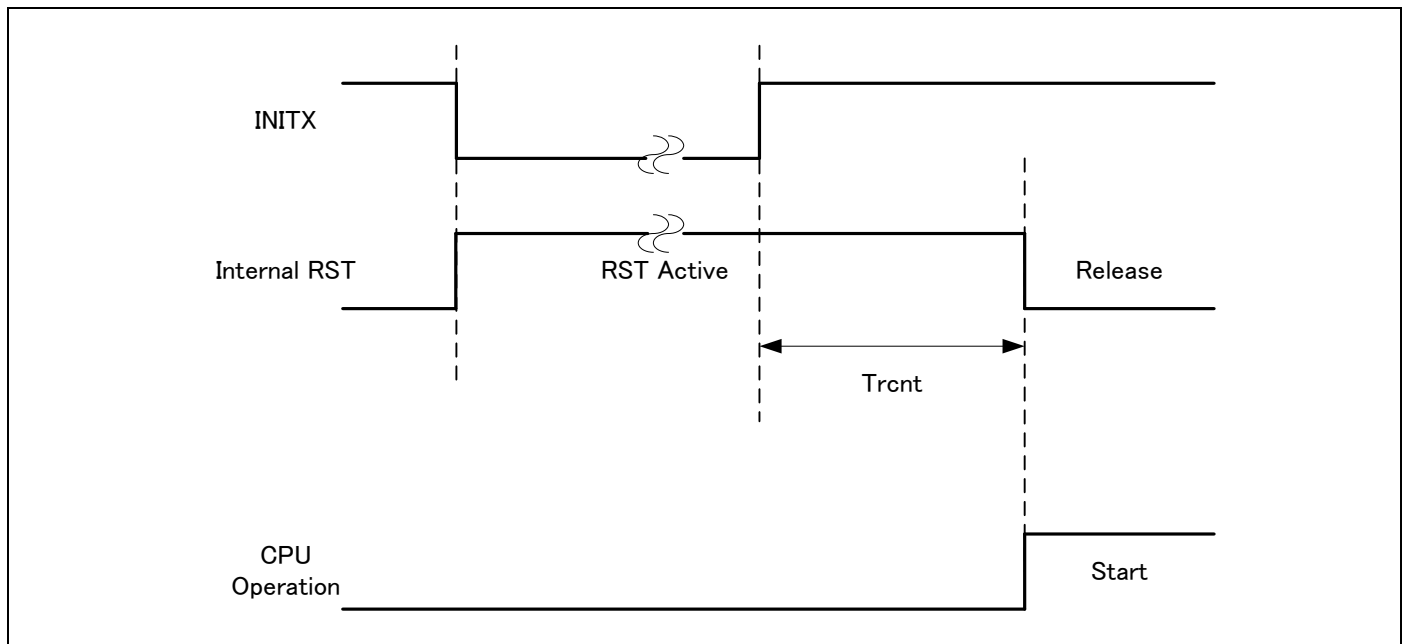 INITX
Internal RST
RST Active
Release
Trcnt
CPU
Operation
Start